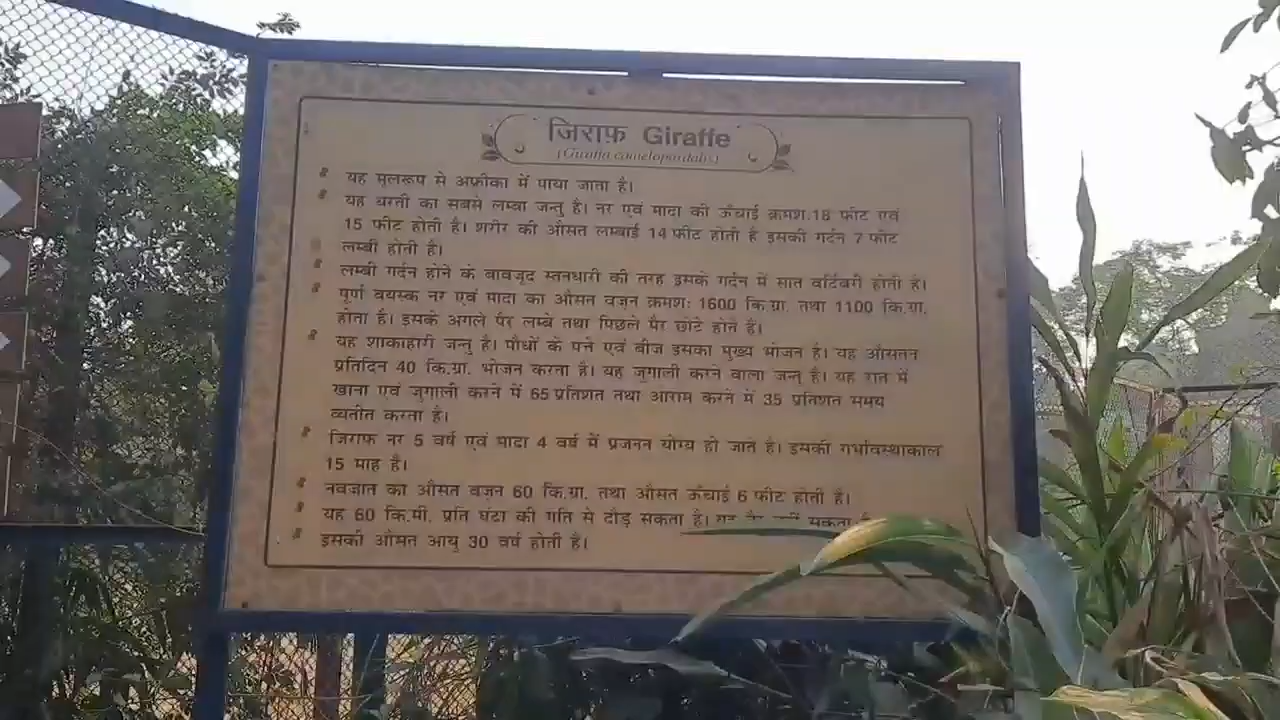 जिराफ़ Giraffe
(Giraffa camelopardalis)
यह मूलरूप से अफ्रीका में पाया जाता है।
यह धरती का सबसे लम्बा जन्तु है। नर एवं मादा की ऊँचाई क्रमश: 18 फीट एवं
15 फीट होती है। शरीर की औसत लम्बाई 14 फीट होती है इसकी गर्दन 7 फीट
लम्बी होती है।
लम्बी गर्दन होने के बावजूद स्तनधारी की तरह इसके गर्दन में सात वर्टिबरी होती है।
पूर्ण वयस्क नर एवं मादा का औसत वज़न क्रमश: 1600 कि.ग्रा. तथा 1100 कि.ग्रा.
होता है। इसके अगले पैर लम्बे तथा पिछले पैर छोटे होते हैं।
यह शाकाहारी जन्तु है। पौधों के पत्ते एवं बीज इसका मुख्य भोजन है। यह औसतन
प्रतिदिन 40 कि.ग्रा. भोजन करता है। यह जुगाली करने वाला जन्तु है। यह रात में
खाना एवं जुगाली करने में 65 प्रतिशत तथा आराम करने में 35 प्रतिशत समय
व्यतीत करता है।
जिराफ नर 5 वर्ष एवं मादा 4 वर्ष में प्रजनन योग्य हो जाते है। इसकी गर्भावस्थाकाल
15 माह है।
नवजात का औसत वज़न 60 कि.ग्रा. तथा औसत ऊँचाई 6 फीट होती है।
यह 60 कि.मी. प्रति घंटा की गति से दौड़ सकता है। यह सकता
इसकी औसत आयु 30 वर्ष होती है।